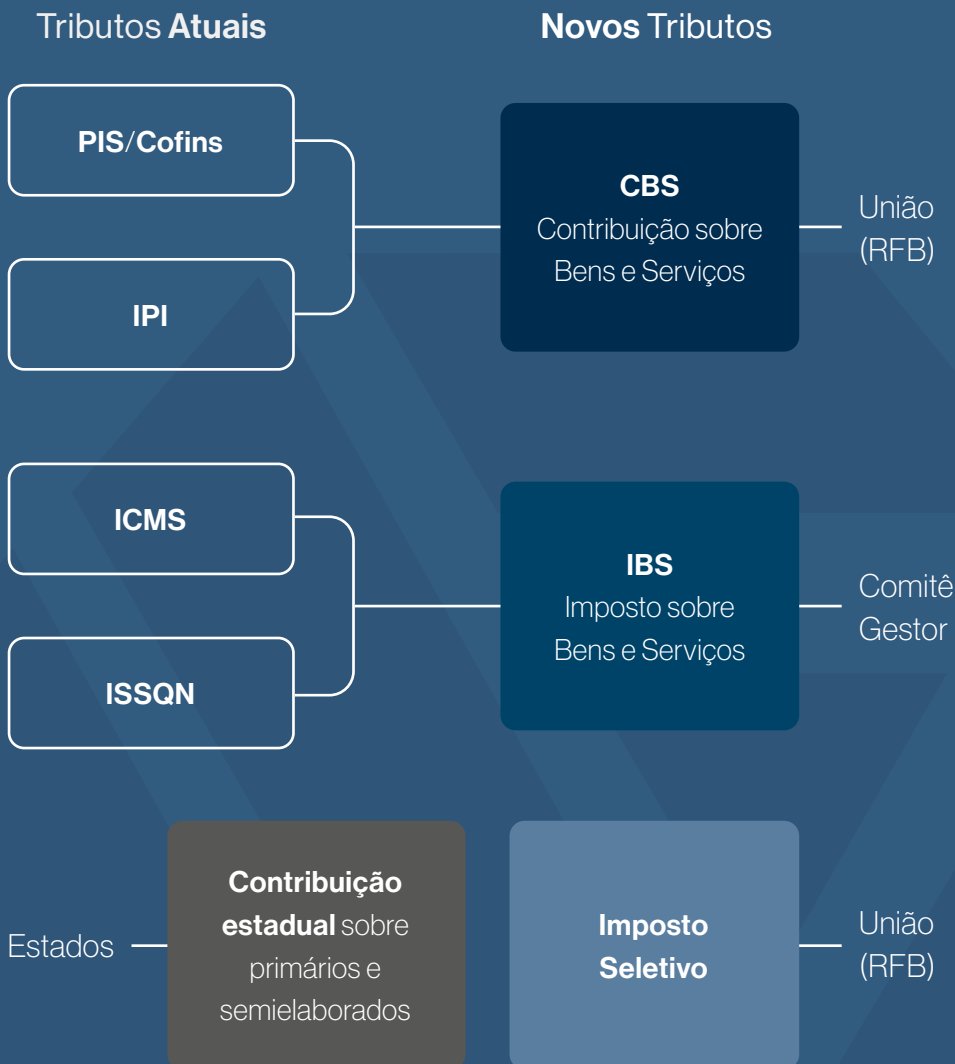 Tributos Atuais
Novos Tributos
PIS/Cofins
IPI
CBS
Contribuição sobre
Bens e Serviços
União
(RFB)
ICMS
ISSQN
IBS
Imposto sobre
Bens e Serviços
Comitê
Gestor
Estados
Contribuição
estadual sobre
primários e
semielaborados
Imposto
Seletivo
União
(RFB)